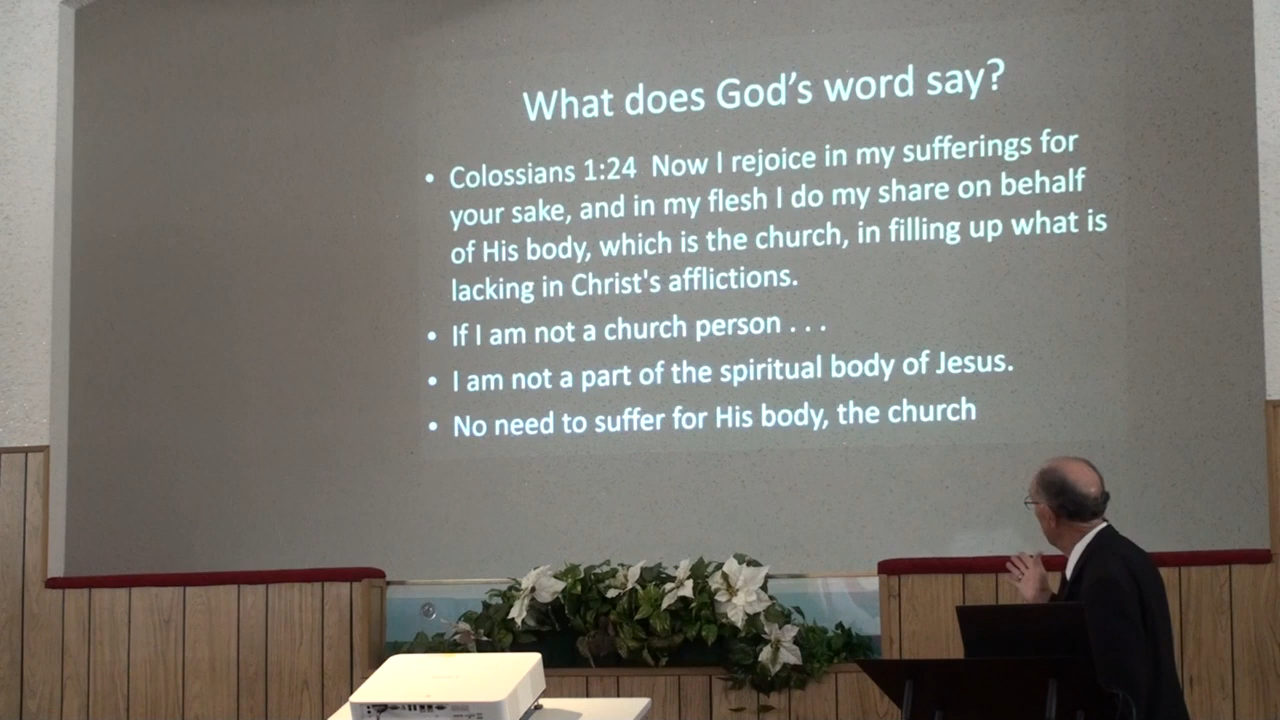 What does God's word say?
• Colossians 1:24 Now I rejoice in my sufferings for
your sake, and in my flesh I do my share on behalf
of His body, which is the church, in filling up what is
lacking in Christ's afflictions.
• If I am not a church person . . .
• I am not a part of the spiritual body of Jesus.
• No need to suffer for His body, the church